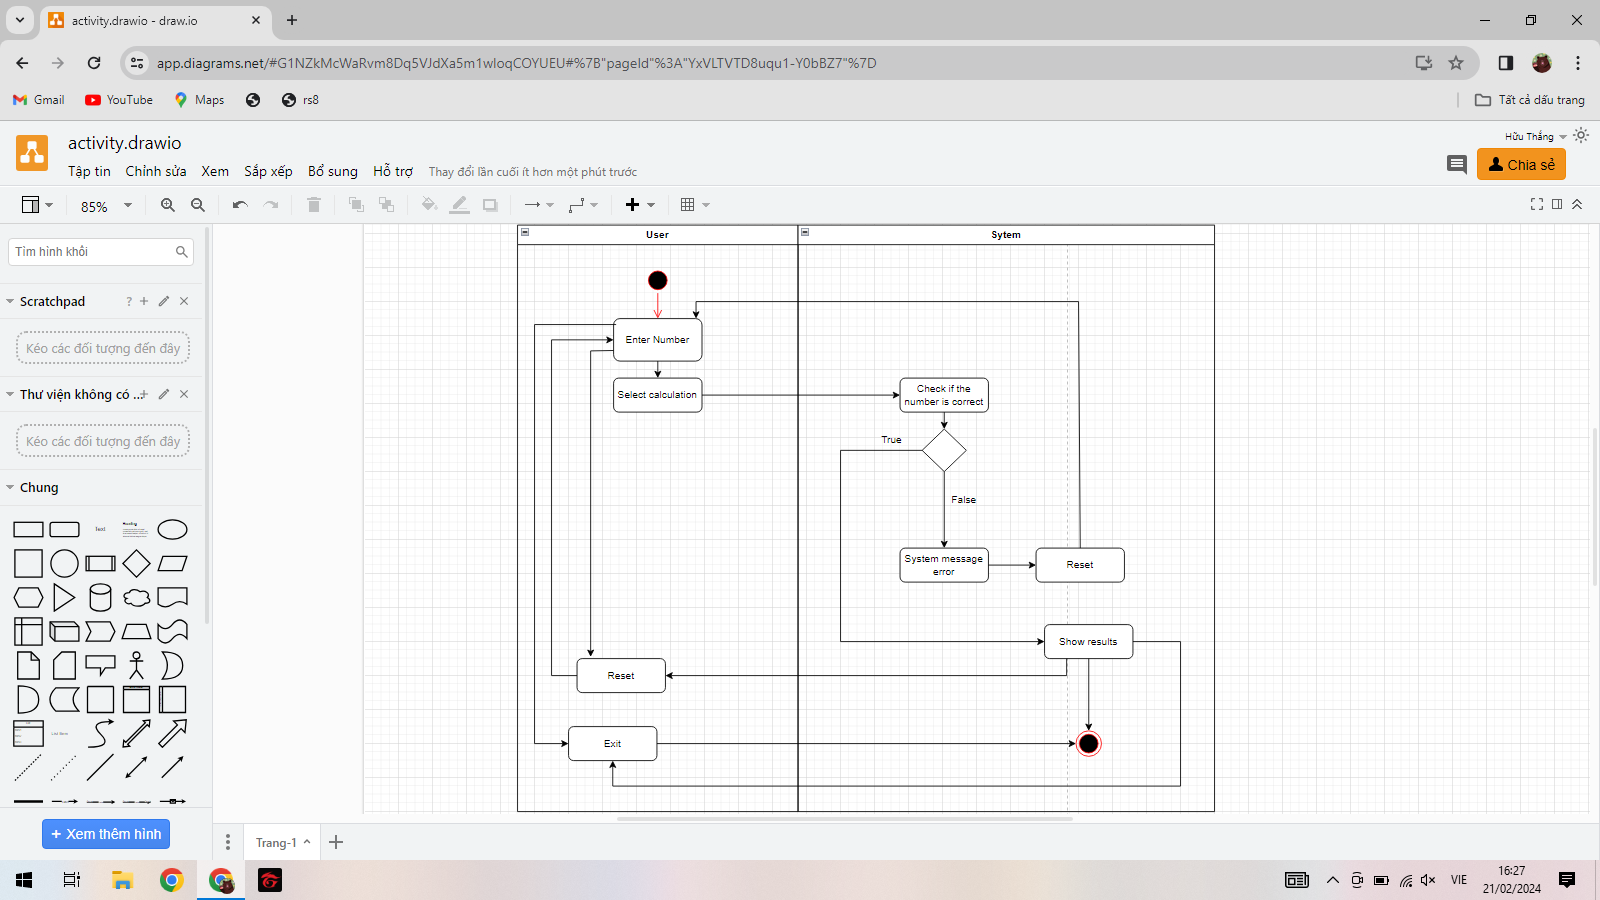 activity.drawio - draw.io
app.diagrams.net/#G1NZkMcWaRvm8Dq5VJdXa5m1wIoqCOYUEU#%7B"pageId"%3A"YxVLTVTD8uqu1-Y0bBZ7"%7D
Gmail YouTube Maps rs8 Tất cả dấu trang
activity.drawio
Hữu Thắng
Tập tin Chỉnh sửa Xem Sắp xếp Bổ sung Hỗ trợ Thay đổi lần cuối ít hơn một phút trước
Chia sẻ
85%
Tìm hình khối
Scratchpad ?
Kéo các đối tượng đến đây
Thư viện không có ...
Kéo các đối tượng đến đây
Chung
Text
Heading
User
Sytem
Enter Number
Select calculation
Check if the
number is correct
True
False
System message
error
Reset
Show results
Reset
Exit
+ Xem thêm hình
Trang-1
VIE
16:27
21/02/2024